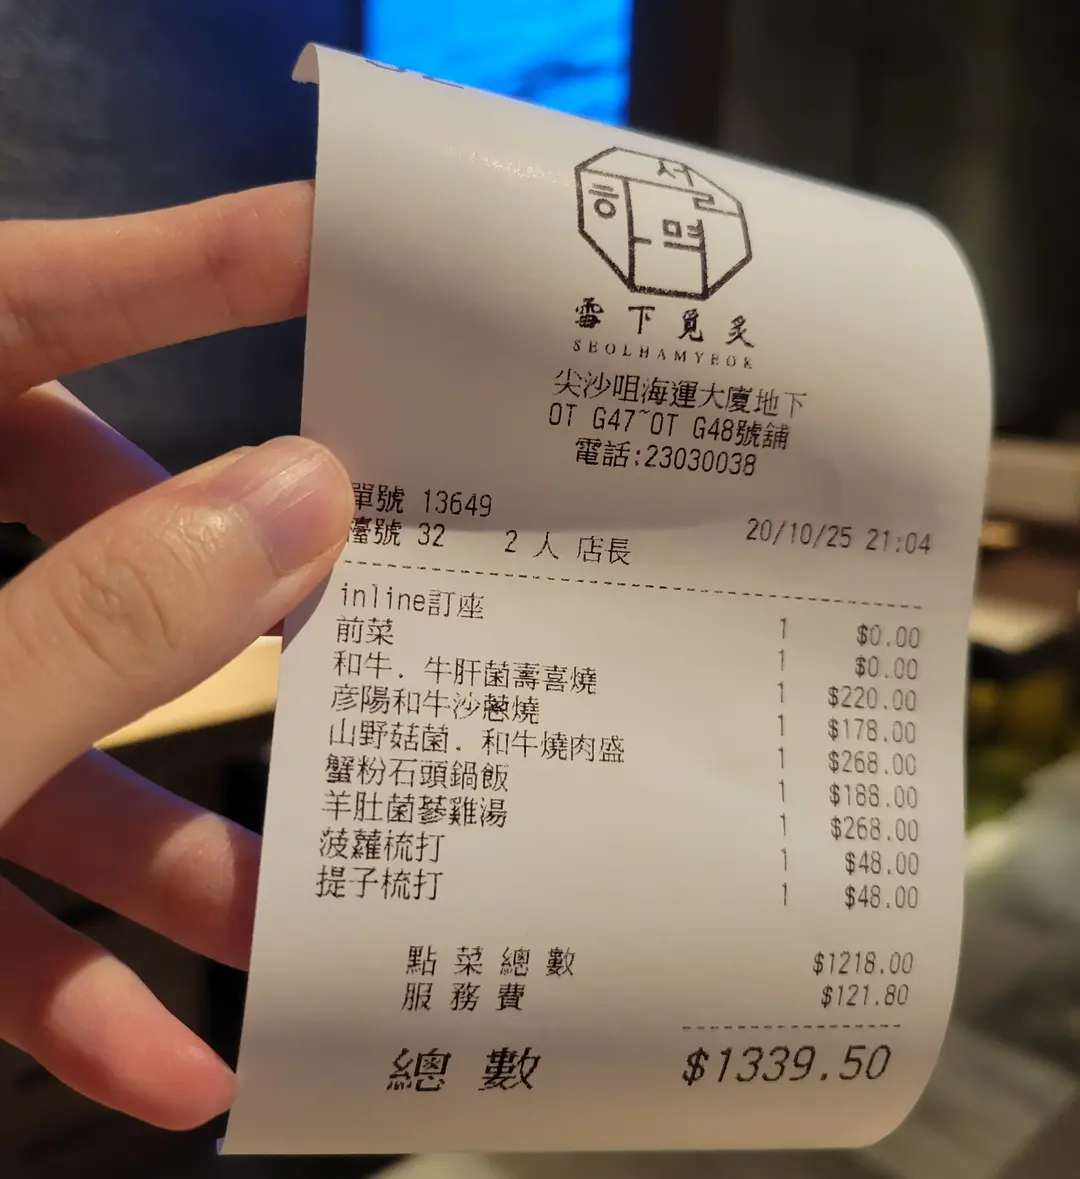 설하멱
雪下覓炙
SEOLHAMYEOK
尖沙咀海運大廈地下
OT G47~OT G48號舖
電話:23030038
單號 13649
檯號 32 2 人 店長 20/10/25 21:04
inline訂座 1 $0.00
前菜 1 $0.00
和牛. 牛肝菌壽喜燒 1 $220.00
彦陽和牛沙蔥燒 1 $178.00
山野菇菌. 和牛燒肉盛 1 $268.00
蟹粉石頭鍋飯 1 $188.00
羊肚菌蔘雞湯 1 $268.00
菠蘿梳打 1 $48.00
提子梳打 1 $48.00
點菜總數 $1218.00
服務費 $121.80
總數 $1339.50